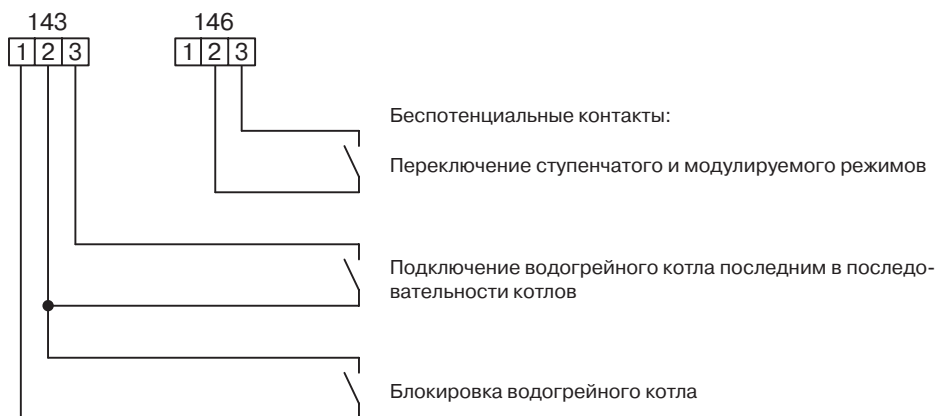 143 146
1 2 3 1 2 3
Беспотенциальные контакты:
Переключение ступенчатого и модулируемого режимов
Подключение водогрейного котла последним в последо-
вательности котлов
Блокировка водогрейного котла